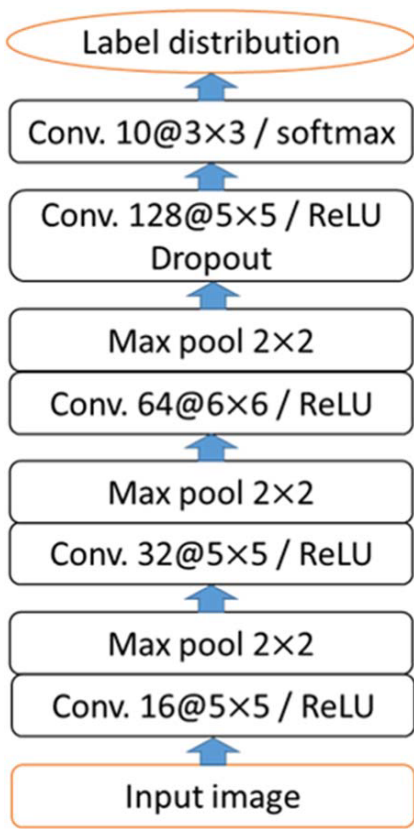 Label distribution
Conv. 10@3×3 / softmax
Conv. 128@5×5 / ReLU
Dropout
Max pool 2×2
Conv. 64@6×6 / ReLU
Max pool 2×2
Conv. 32@5×5 / ReLU
Max pool 2×2
Conv. 16@5×5 / ReLU
Input image